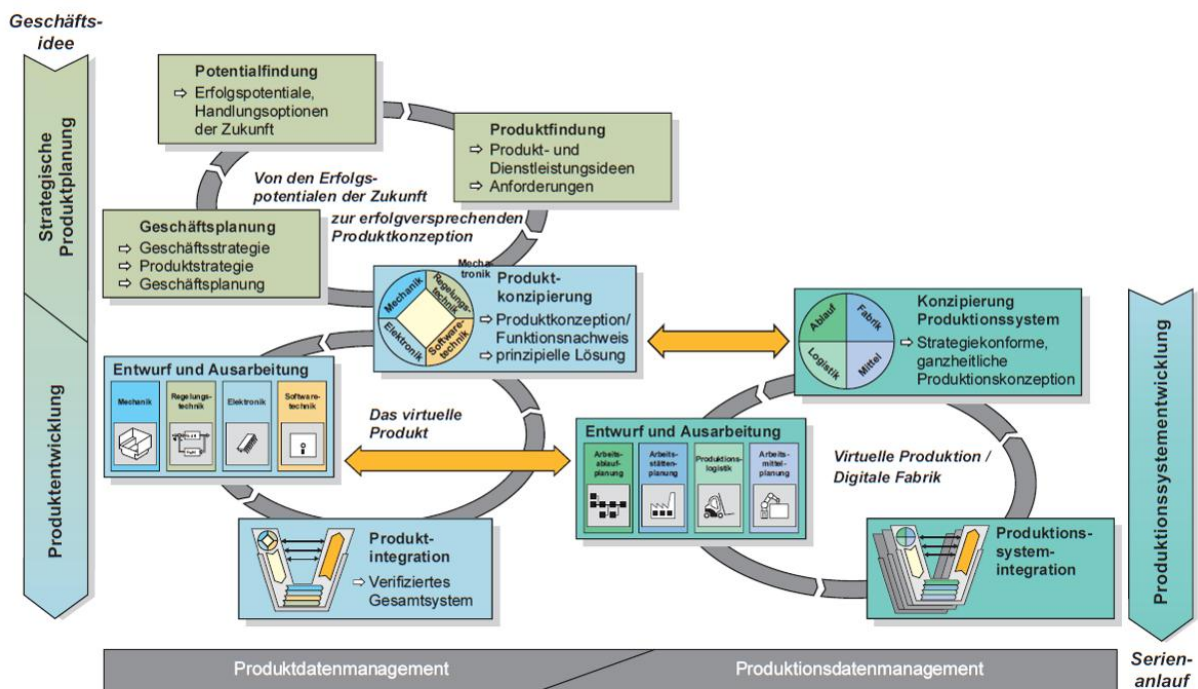 Geschäfts-
idee
Strategische
Produktplanung
Produktentwicklung
Potentialfindung
⇨ Erfolgspotentiale,
Handlungsoptionen
der Zukunft
Produktfindung
⇨ Produkt- und
Dienstleistungsideen
⇨ Anforderungen
Von den Erfolgs-
potentialen der Zukunft
zur erfolgversprechenden
Produktkonzeption
Geschäftsplanung
⇨ Geschäftsstrategie
⇨ Produktstrategie
⇨ Geschäftsplanung
Mecha
tronik
Mechanik
Regelungs-
technik
Elektronik
Software-
technik
Produkt-
konzipierung
⇨ Produktkonzeption/
Funktionsnachweis
⇨ prinzipielle Lösung
Ablauf
Fabrik
Logistik
Mittel
Konzipierung
Produktionssystem
⇨ Strategiekonforme,
ganzheitliche
Produktionskonzeption
Entwurf und Ausarbeitung
Mechanik
Regelungs-
technik
Elektronik
Software-
technik
Das virtuelle
Produkt
Entwurf und Ausarbeitung
Arbeits-
ablauf-
planung
Arbeits-
stätten-
planung
Produktions-
logistik
Arbeits-
mittel-
planung
Virtuelle Produktion /
Digitale Fabrik
Produkt-
integration
⇨ Verifiziertes
Gesamtsystem
Produktions-
system-
integration
Produktionssystementwicklung
Serien-
anlauf
Produktdatenmanagement
Produktionsdatenmanagement